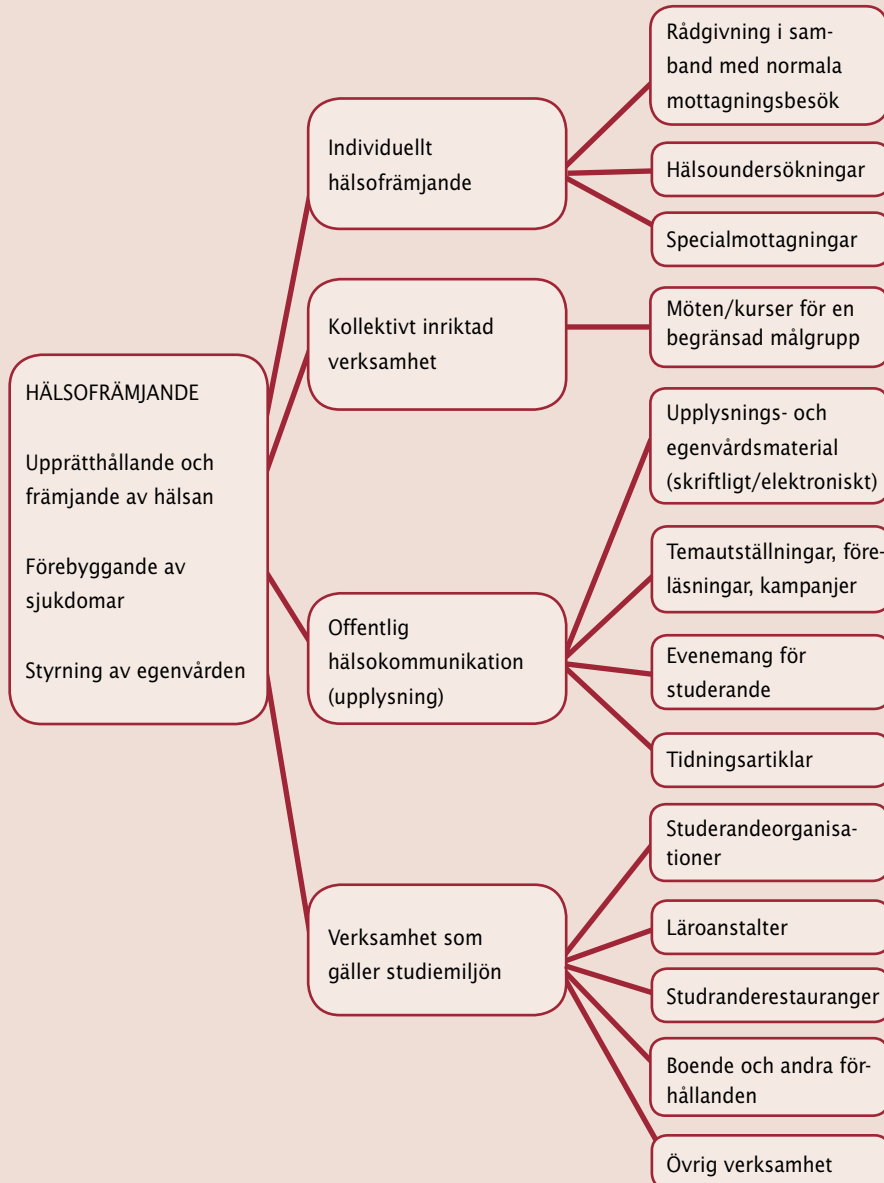 HÄLSOFRÄMJANDE
Upprätthållande och
främjande av hälsan
Förebyggande av
sjukdomar
Styrning av egenvården
Individuellt
hälsofrämjande
Rådgivning i sam-
band med normala
mottagningsbesök
Hälsoundersökningar
Specialmottagningar
Kollektivt inriktad
verksamhet
Möten/kurser för en
begränsad målgrupp
Offentlig
hälsokommunikation
(upplysning)
Upplysnings- och
egenvårdsmaterial
(skriftligt/elektroniskt)
Temautställningar, före-
läsningar, kampanjer
Evenemang för
studerande
Tidningsartiklar
Verksamhet som
gäller studiemiljön
Studerandeorganisa-
tioner
Läroanstalter
Studranderestauranger
Boende och andra för-
hållanden
Övrig verksamhet